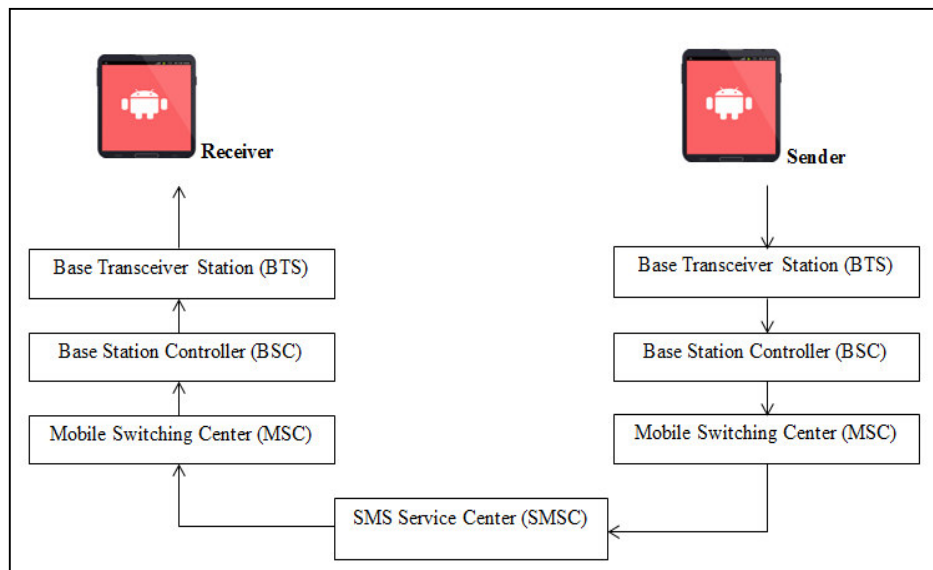 Receiver
Sender
Base Transceiver Station (BTS)
Base Transceiver Station (BTS)
Base Station Controller (BSC)
Base Station Controller (BSC)
Mobile Switching Center (MSC)
Mobile Switching Center (MSC)
SMS Service Center (SMSC)